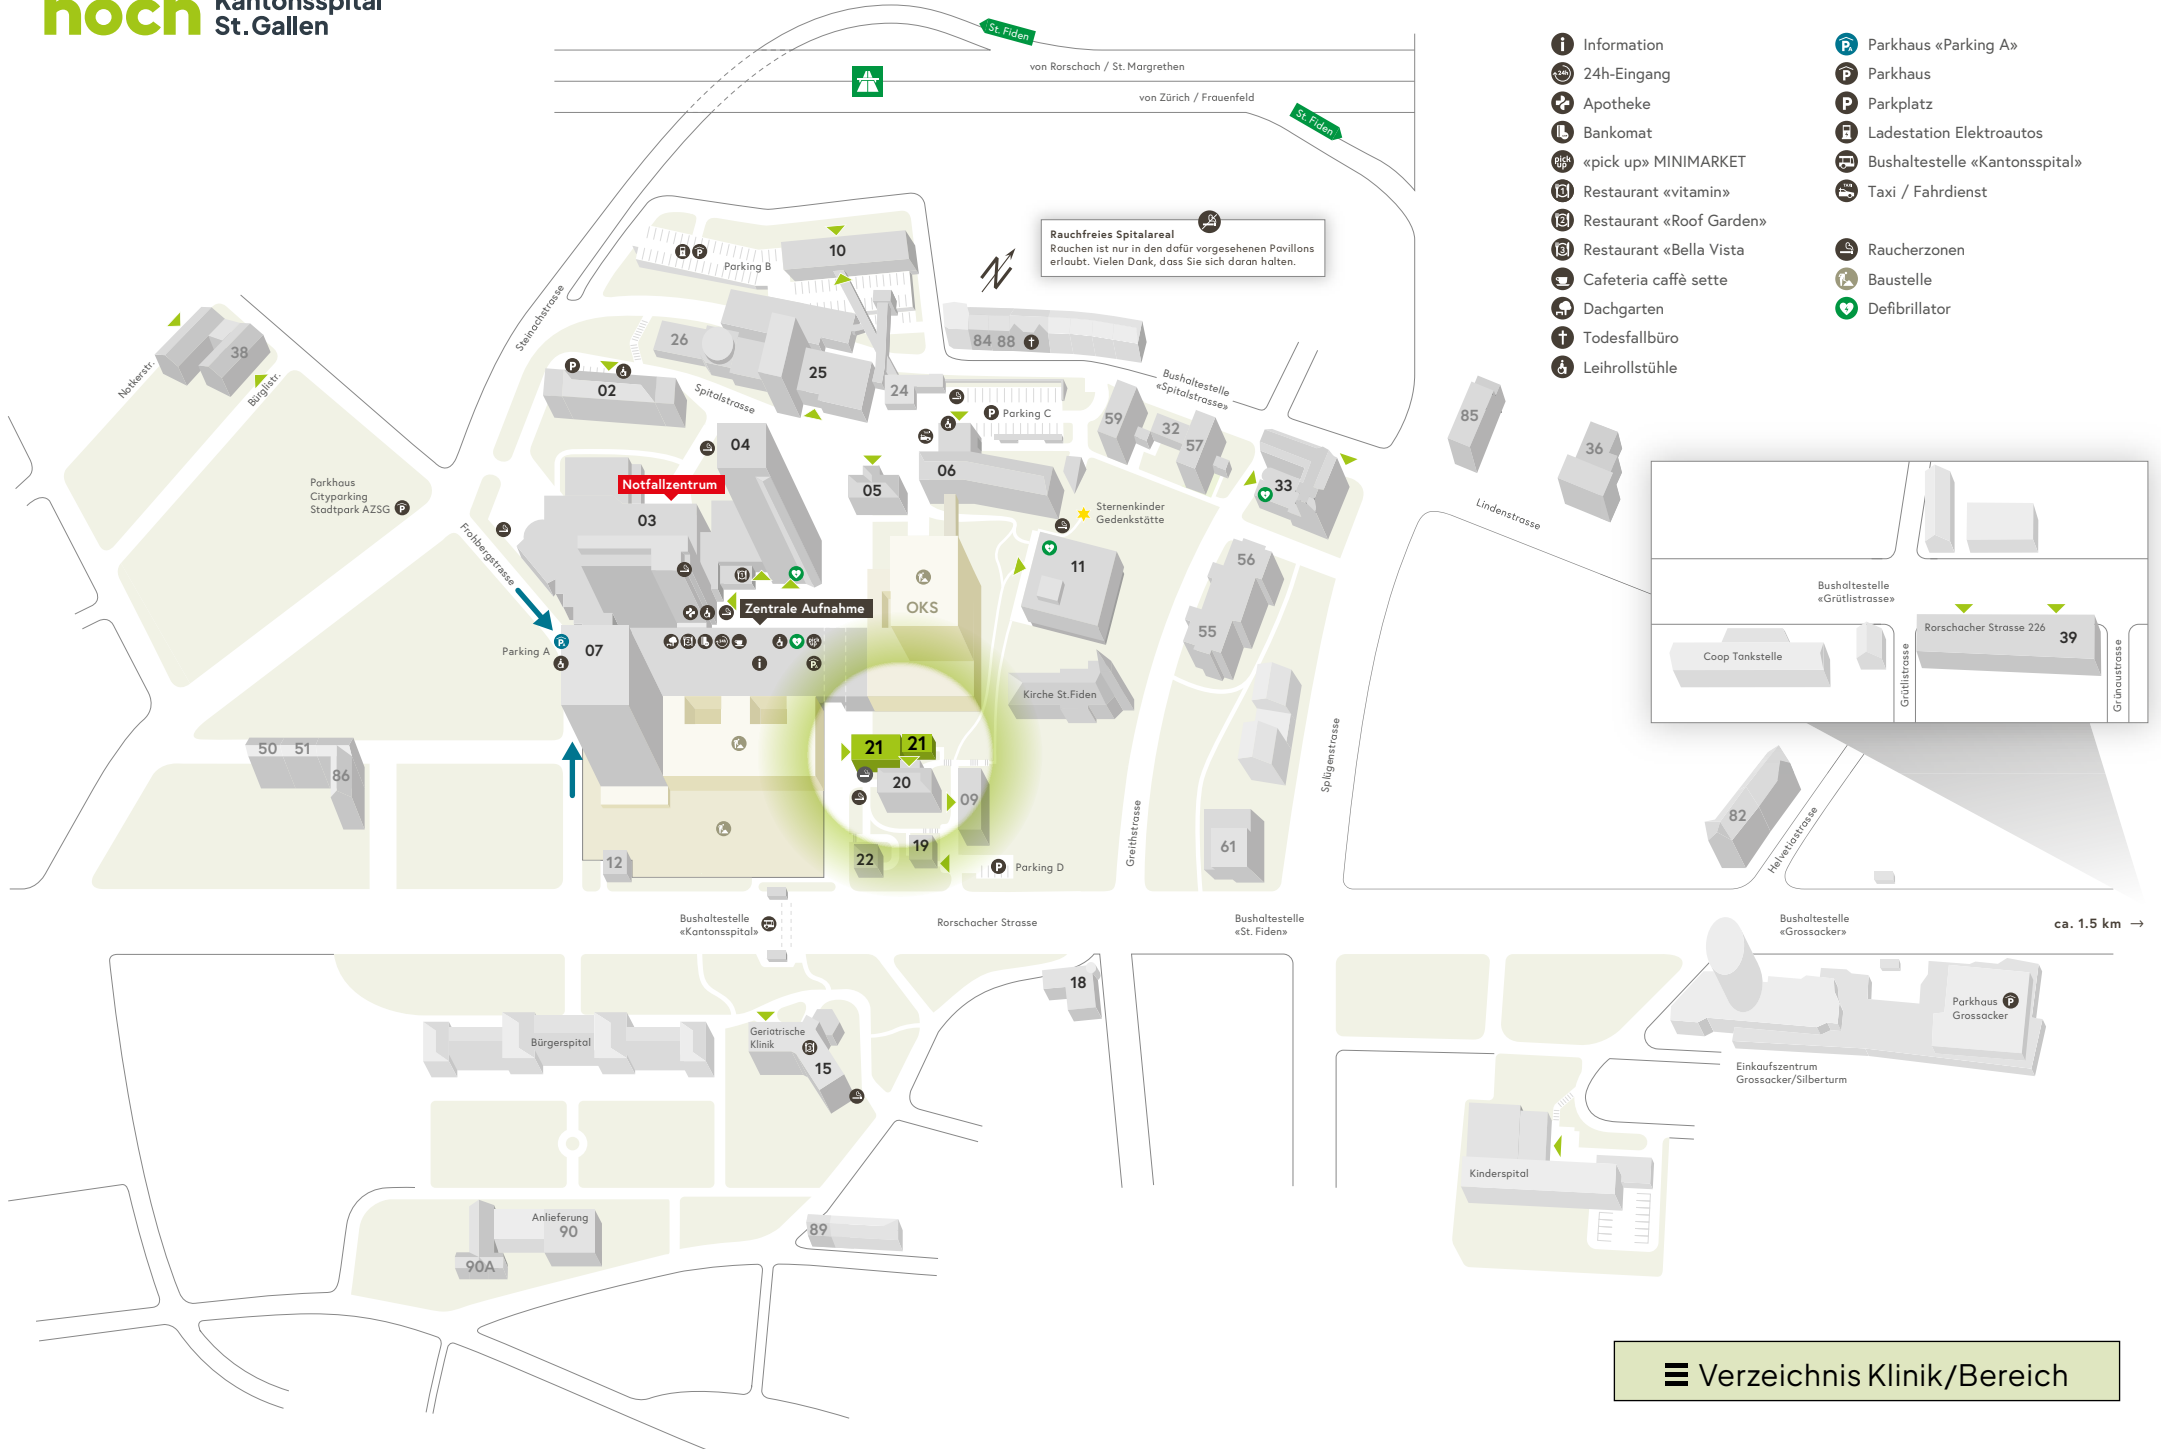 noch Kantonsspital
St.Gallen
St. Fiden
von Rorschach / St. Margrethen
von Zürich / Frauenfeld
St. Fiden
Information
24h-Eingang
Apotheke
Bankomat
«pick up» MINIMARKET
Restaurant «vitamin»
Restaurant «Roof Garden»
Restaurant «Bella Vista
Cafeteria caffè sette
Dachgarten
Todesfallbüro
Leihrollstühle
Parkhaus «Parking A»
Parkhaus
Parkplatz
Ladestation Elektroautos
Bushaltestelle «Kantonsspital»
Taxi / Fahrdienst
Raucherzonen
Baustelle
Defibrillator
Rauchfreies Spitalareal
Rauchen ist nur in den dafür vorgesehenen Pavillons
erlaubt. Vielen Dank, dass Sie sich daran halten.
N
10
Parking B
Steinachstrasse
26
84 88
38
Notkerstr.
Bürglistr.
02
25
24
Spitalstrasse
Bushaltestelle
«Spitalstrasse»
Parking C
59
32
57
85
36
04
06
05
33
Notfallzentrum
03
Parkhaus
Cityparking
Stadtpark AZSG
Frohbergstrasse
Sternenkinder
Gedenkstätte
Lindenstrasse
11
56
55
OKS
Zentrale Aufnahme
Parking A
07
Kirche St.Fiden
Bushaltestelle
«Grütlistrasse»
Rorschacher Strasse 226
39
Coop Tankstelle
Grütlistrasse
Grünaustrasse
50 51
86
21
21
20
09
19
22
12
Parking D
Greithstrasse
Splügenstrasse
61
82
Helvetiastrasse
Bushaltestelle
«Kantonsspital»
Rorschacher Strasse
Bushaltestelle
«St. Fiden»
Bushaltestelle
«Grossacker»
ca. 1.5 km →
18
Bürgerspital
Geriatrische
Klinik
15
Parkhaus
Grossacker
Einkaufszentrum
Grossacker/Silberturm
Kinderspital
Anlieferung
90
90A
89
Verzeichnis Klinik/Bereich